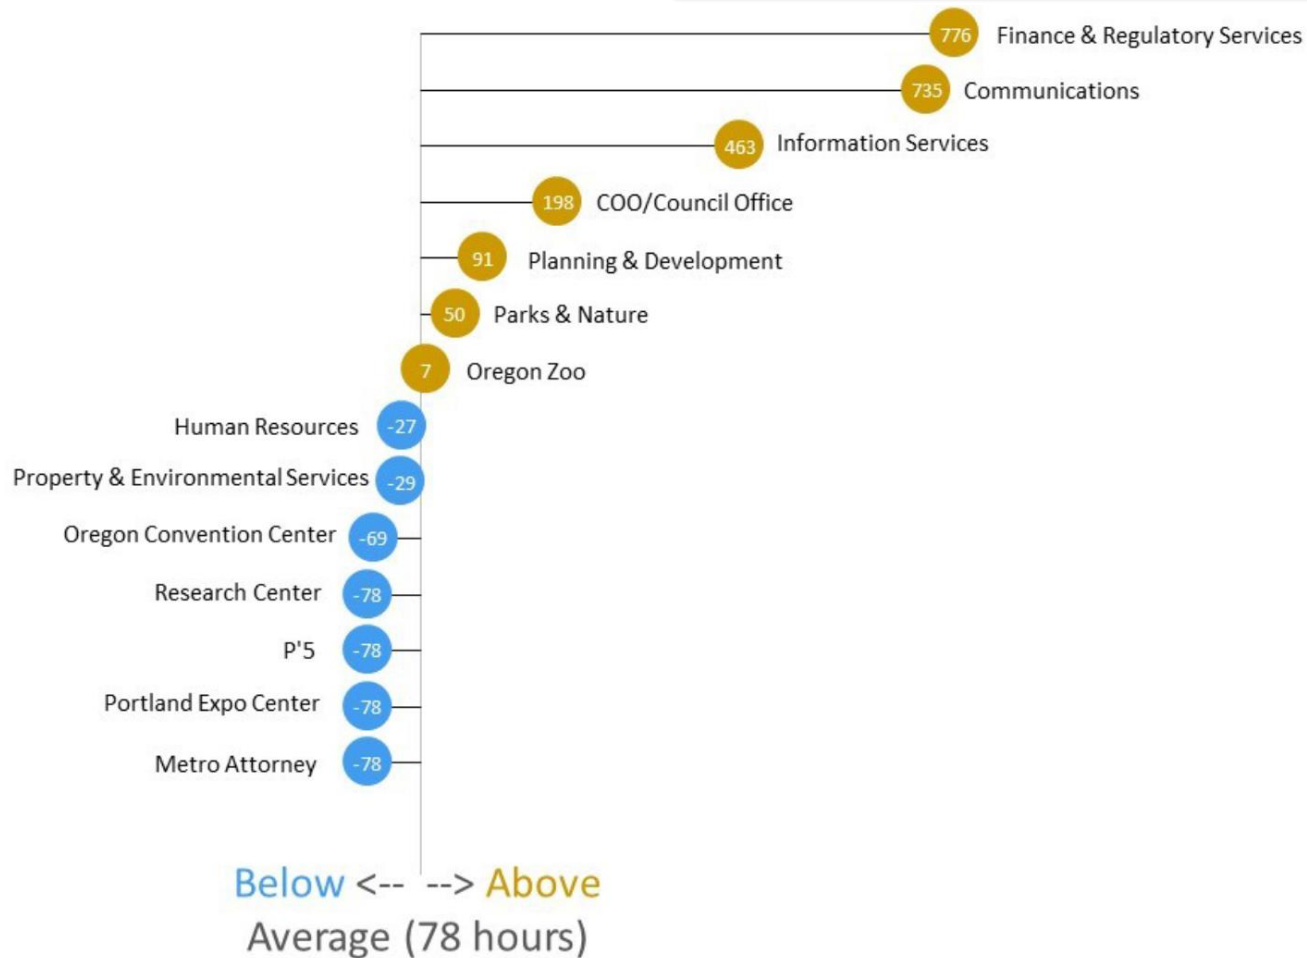 776 Finance & Regulatory Services
735 Communications
463 Information Services
198 COO/Council Office
91 Planning & Development
50 Parks & Nature
7 Oregon Zoo
Human Resources -27
Property & Environmental Services -29
Oregon Convention Center -69
Research Center -78
P'5 -78
Portland Expo Center -78
Metro Attorney -78
Below <-- --> Above
Average (78 hours)